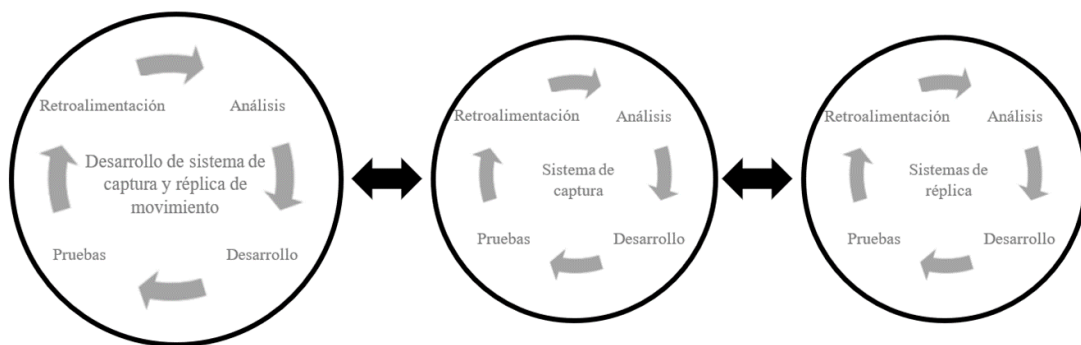 Retroalimentación
Análisis
Desarrollo de sistema de
captura y réplica de
movimiento
Pruebas
Desarrollo
Retroalimentación
Análisis
Sistema de
captura
Pruebas
Desarrollo
Retroalimentación
Análisis
Sistemas de
réplica
Pruebas
Desarrollo